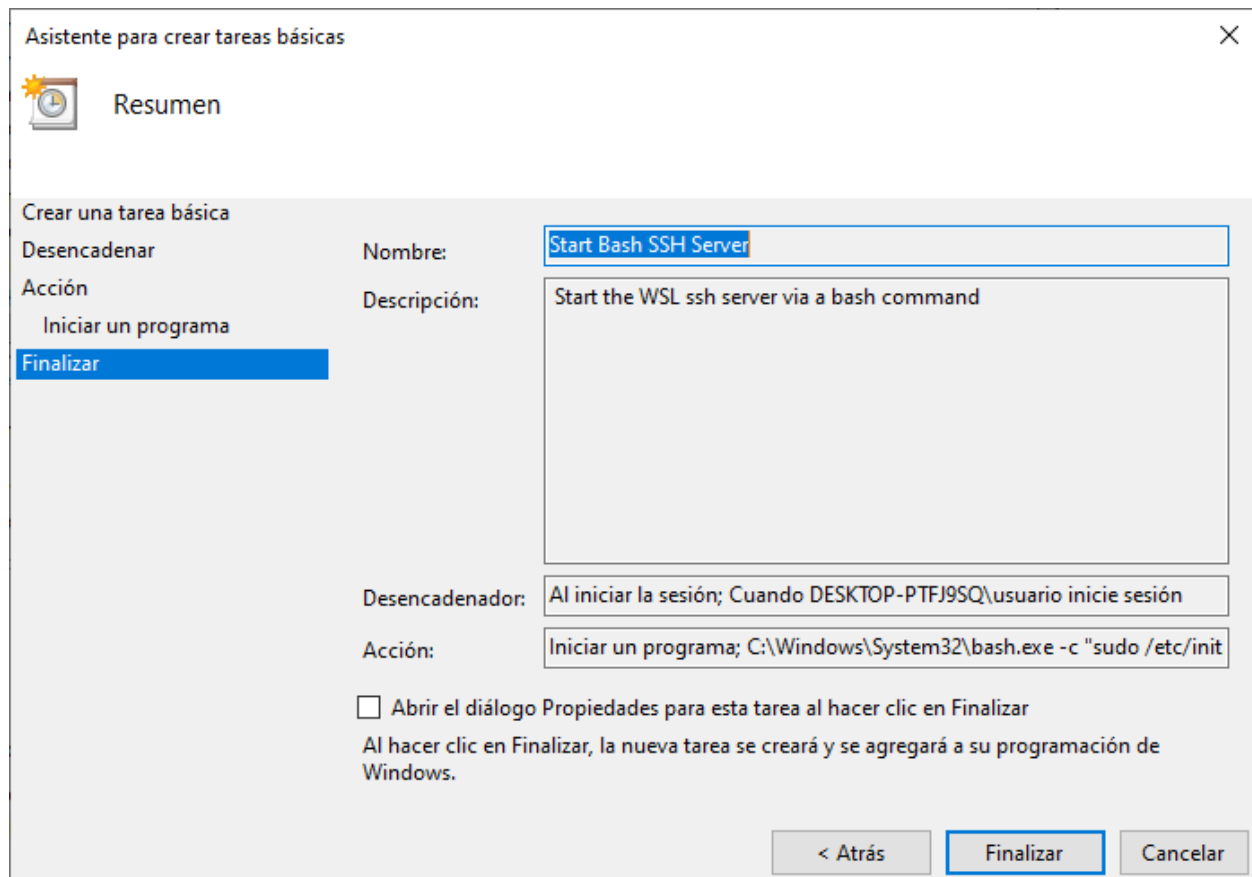 Asistente para crear tareas básicas
Resumen
Crear una tarea básica
Desencadenar
Acción
Iniciar un programa
Finalizar
Nombre:
Start Bash SSH Server
Descripción:
Start the WSL ssh server via a bash command
Desencadenador:
Al iniciar la sesión; Cuando DESKTOP-PTFJ9SQ\usuario inicie sesión
Acción:
Iniciar un programa; C:\Windows\System32\bash.exe -c "sudo /etc/init
Abrir el diálogo Propiedades para esta tarea al hacer clic en Finalizar
Al hacer clic en Finalizar, la nueva tarea se creará y se agregará a su programación de
Windows.
< Atrás
Finalizar
Cancelar